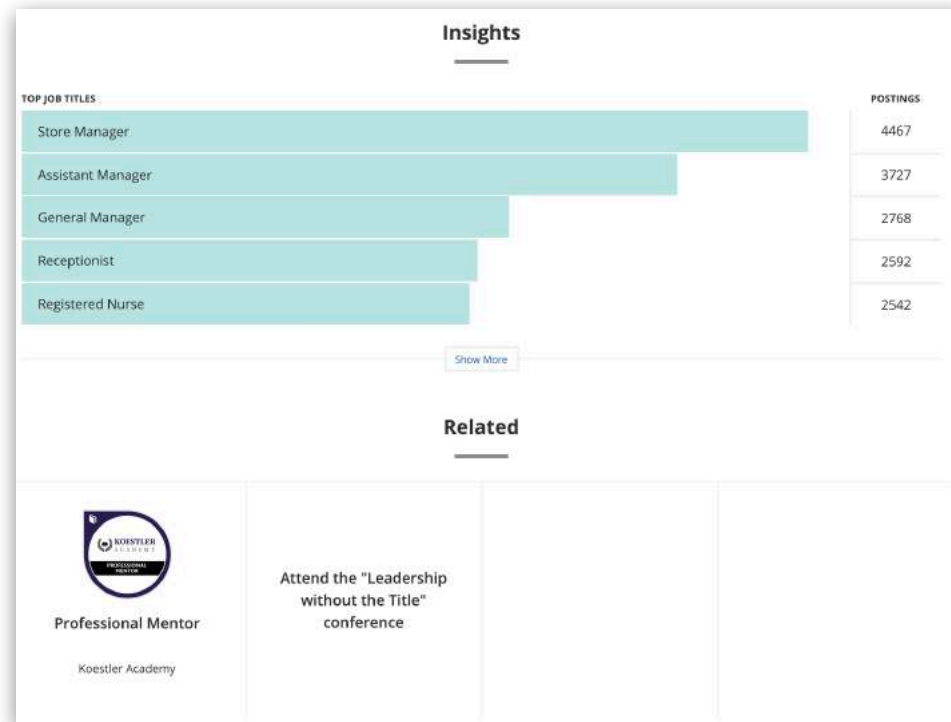 Insights
TOP JOB TITLES POSTINGS
Store Manager 4467
Assistant Manager 3727
General Manager 2768
Receptionist 2592
Registered Nurse 2542
Show More
Related
KOESTLER
ACADEMY
PROFESSIONAL
MENTOR
Professional Mentor
Koestler Academy
Attend the "Leadership
without the Title"
conference